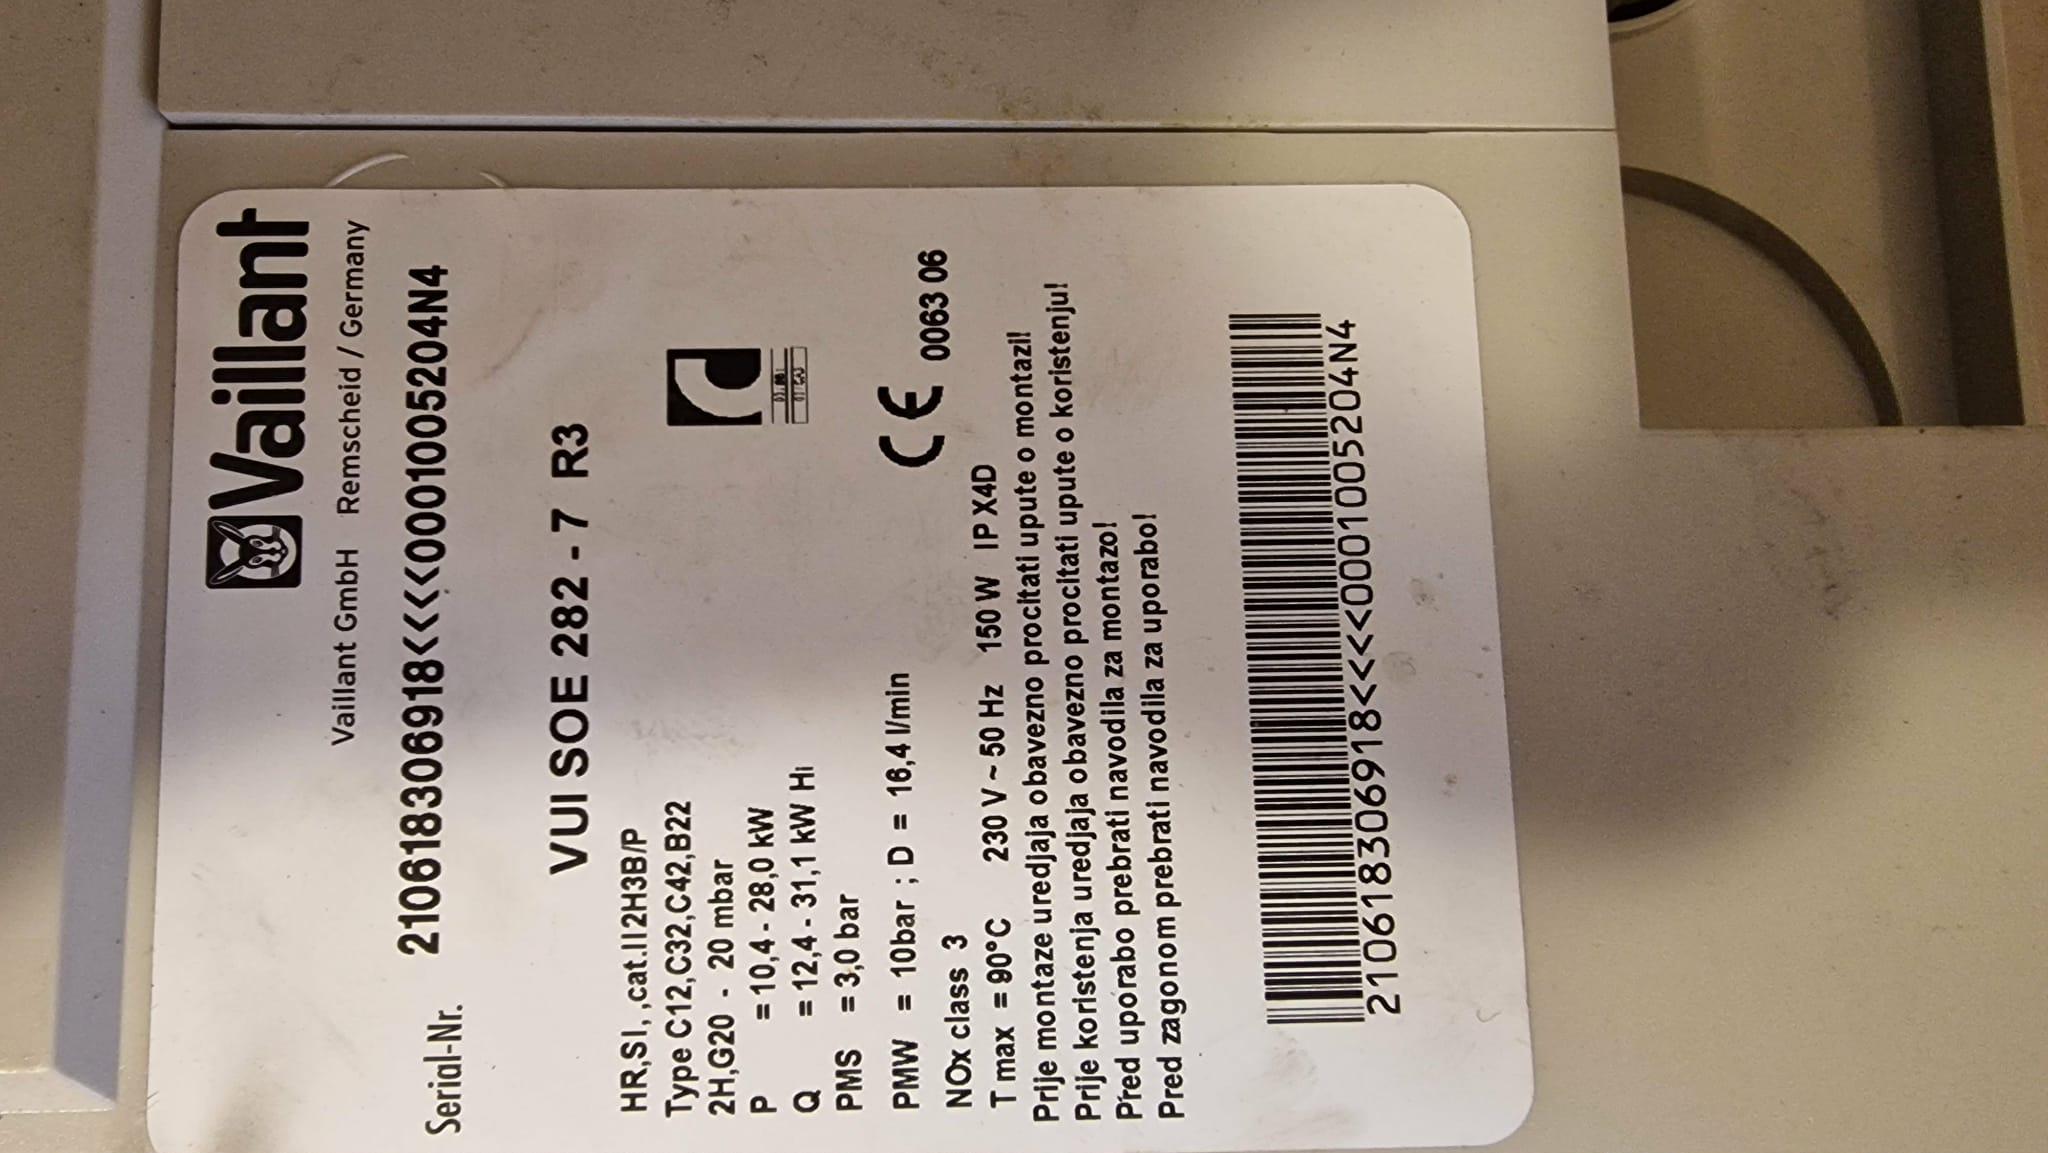 Vaillant
Vaillant GmbH Remscheid / Germany
Serial-Nr. 210618306918<<<<0001005204N4
VUI SOE 282 - 7 R3
HR,SI, ,cat.II2H3B/P
Type C12,C32,C42,B22
2H,G20 - 20 mbar
P = 10,4 - 28,0 kW
Q = 12,4 - 31,1 kW Hi
PMS = 3,0 bar
PMW = 10bar ; D = 16,4 l/min
CE 0063 06
NOx class 3
T max = 90°C 230 V ~ 50 Hz 150 W IP X4D
Prije montaze uredjaja obavezno procitati upute o montazi!
Prije koristenja uredjaja obavezno procitati upute o koristenju!
Pred uporabo prebrati navodila za montazo!
Pred zagonom prebrati navodila za uporabo!
210618306918<<<<0001005204N4